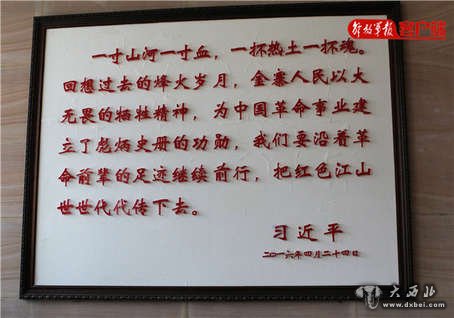 解放军报客户端
一寸山河一寸血，一抔热土一抔魂。
回想过去的烽火岁月，金寨人民以大
无畏的牺牲精神，为中国革命事业建
立了彪炳史册的功勋，我们要沿着革
命前辈的足迹继续前行，把红色江山
世世代代传下去。
习近平
二〇一六年四月二十四日
大西北
www.dxbei.com